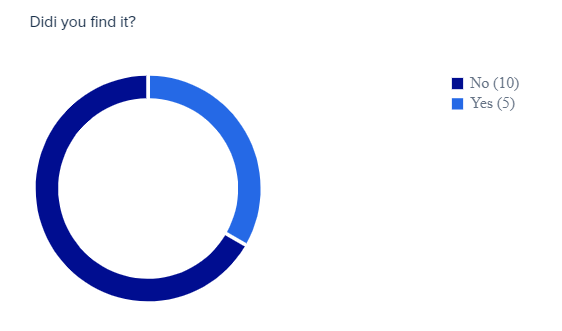 Didi you find it?
No (10)
Yes (5)